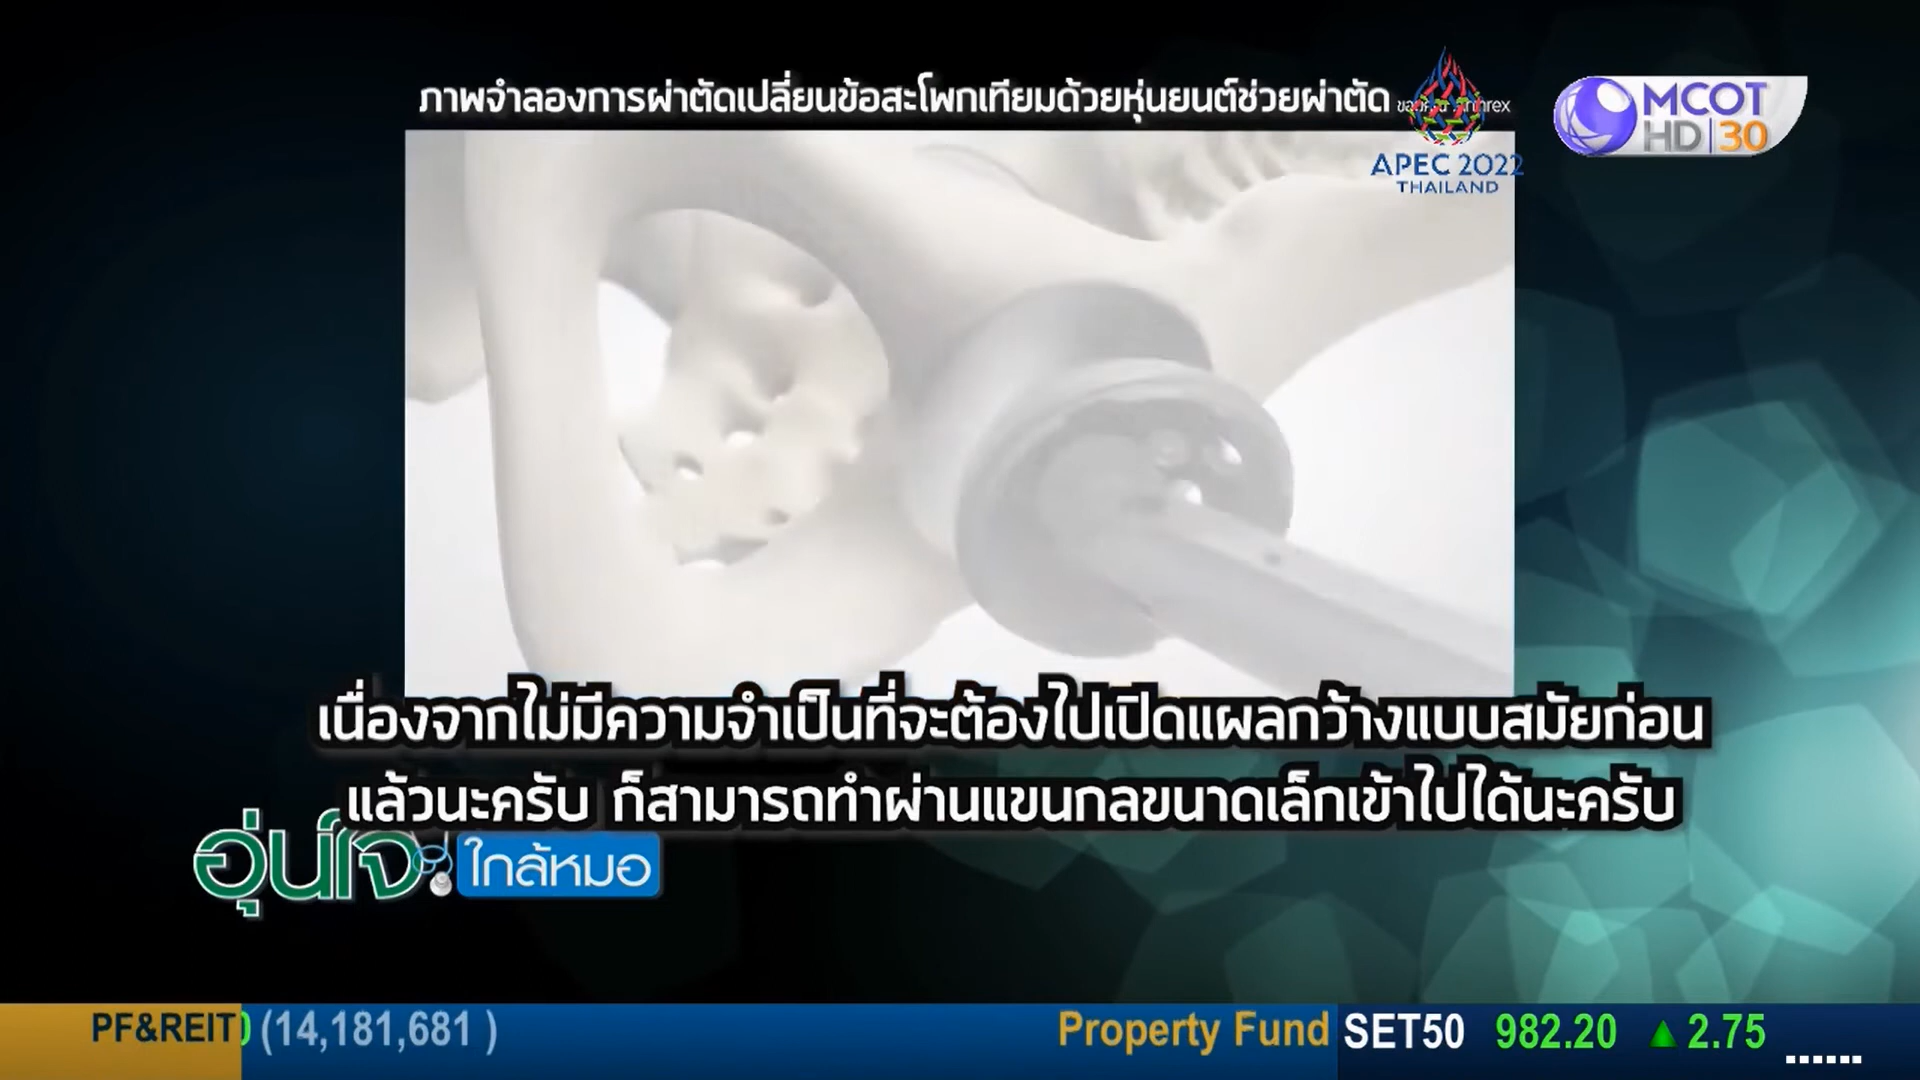 ภาพจำลองการผ่าตัดเปลี่ยนข้อสะโพกเทียมด้วยหุ่นยนต์ช่วยผ่าตัด
APEC 2022
THAILAND
MCOT
HD 30
เนื่องจากไม่มีความจำเป็นที่จะต้องไปเปิดแผลกว้างแบบสมัยก่อน
แล้วนะครับ ก็สามารถทำผ่านแขนกลขนาดเล็กเข้าไปได้นะครับ
อุ่นใจ ใกล้หมอ
PF&REIT (14,181,681 ) Property Fund SET50 982.20 ▲ 2.75